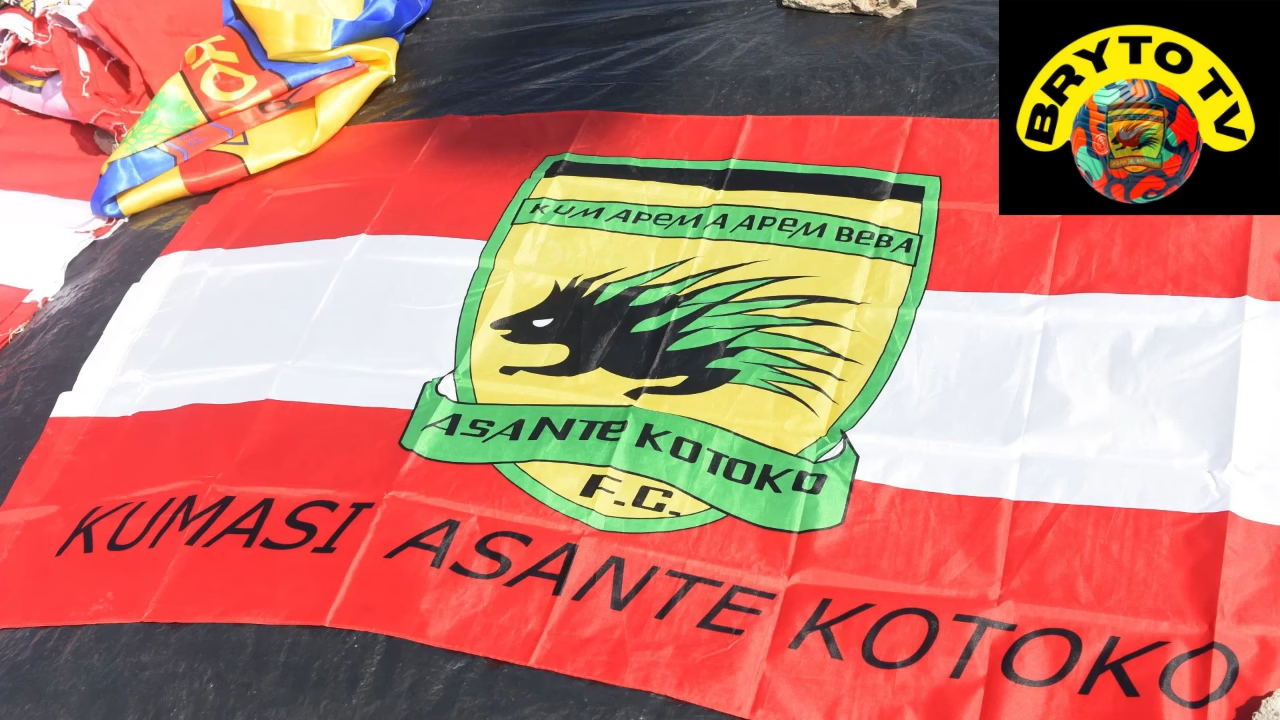 BRYTO TV
KUM APEM A APEM BEBA
ASANTE KOTOKO
F.C.
KUMASI ASANTE KOTOKO